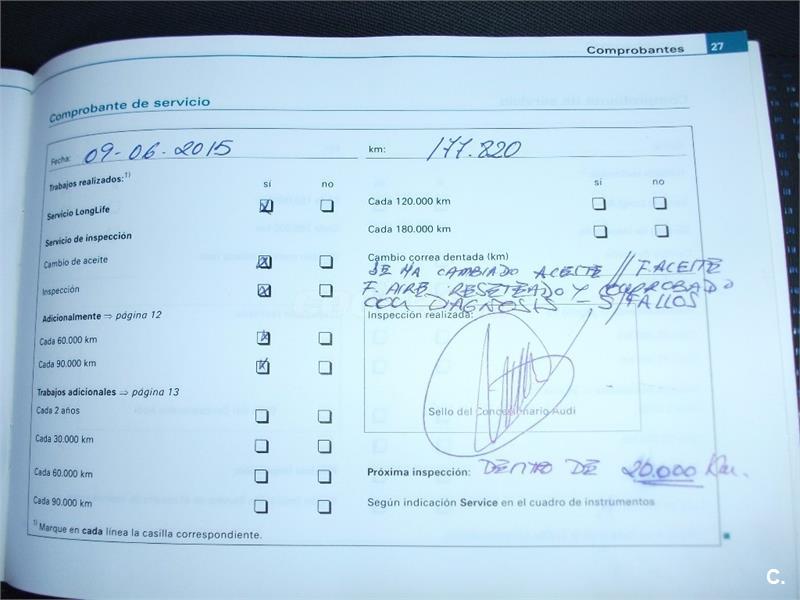 Comprobantes 27
Comprobante de servicio
Fecha: 09-06-2015 km: 177.820
Trabajos realizados:1) sí no
Servicio LongLife
Servicio de inspección
Cambio de aceite
Inspección
Adicionalmente ⇒ página 12
Cada 60.000 km
Cada 90.000 km
Trabajos adicionales ⇒ página 13
Cada 2 años
Cada 30.000 km
Cada 60.000 km
Cada 90.000 km
1) Marque en cada línea la casilla correspondiente.
sí no
Cada 120.000 km
Cada 180.000 km
Cambio correa dentada (km)
SE HA CAMBIADO ACEITE // F. ACEITE
F. AIRE. RESETEADO Y COMPROBADO
CON DIAGNOSIS - S/FALLOS
Inspección realizada:
Sello del Concesionario Audi
Próxima inspección: DENTRO DE 20.000 Km.
Según indicación Service en el cuadro de instrumentos
C.